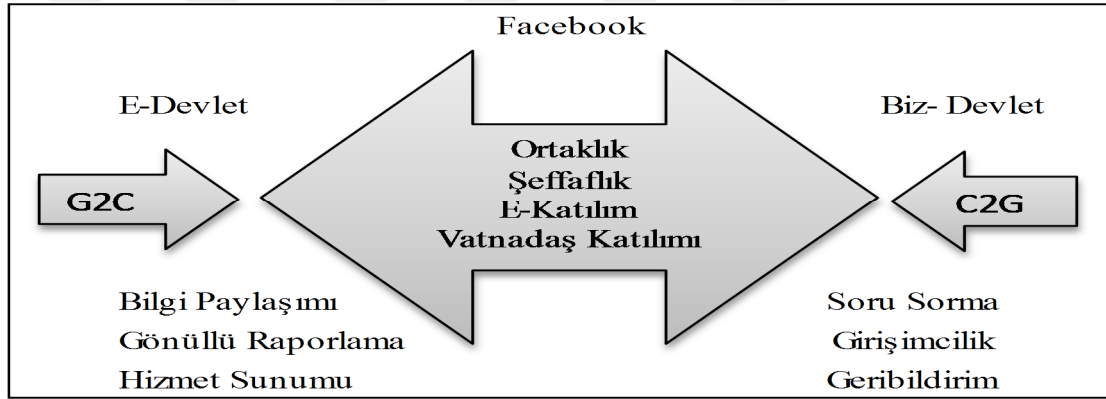 Facebook
E-Devlet
Biz- Devlet
G2C
Ortaklık
Şeffaflık
E-Katılım
Vatnadaş Katılımı
C2G
Bilgi Paylaşımı
Gönüllü Raporlama
Hizmet Sunumu
Soru Sorma
Girişimcilik
Geribildirim